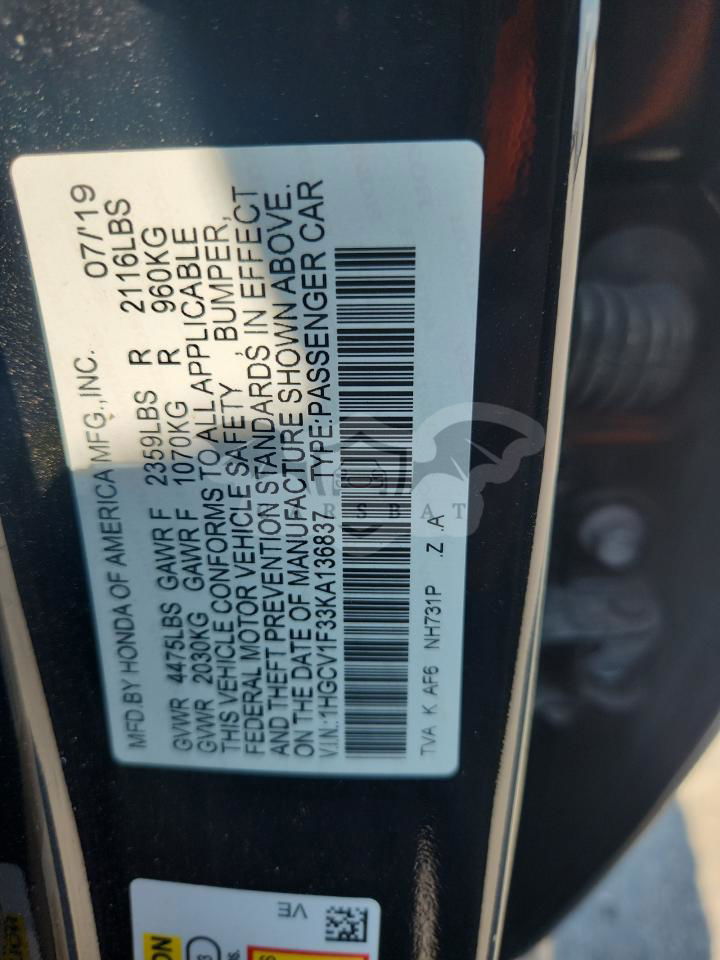 MFD.BY HONDA OF AMERICA MFG.,INC. 07/'19
GVWR 4475LBS GAWR F 2359LBS R 2116LBS
GVWR 2030KG GAWR F 1070KG R 960KG
THIS VEHICLE CONFORMS TO ALL APPLICABLE
FEDERAL MOTOR VEHICLE SAFETY , BUMPER,
AND THEFT PREVENTION STANDARDS IN EFFECT
ON THE DATE OF MANUFACTURE SHOWN ABOVE.
V.I.N.:1HGCV1F33KA136837 TYPE:PASSENGER CAR
TVA K AF6 NH731P .Z .A
VE